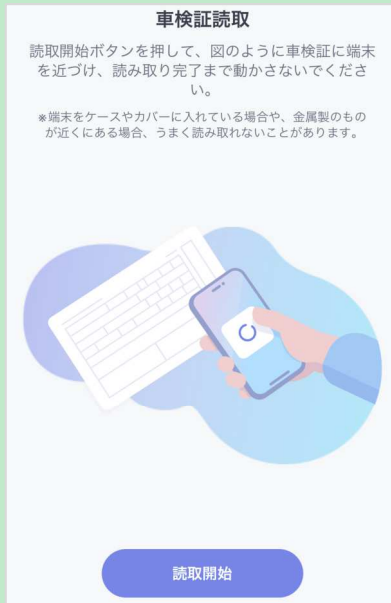 車検証読取
読取開始ボタンを押して、図のように車検証に端末
を近づけ、読み取り完了まで動かさないでくださ
い。
※端末をケースやカバーに入れている場合や、金属製のもの
が近くにある場合、うまく読み取れないことがあります。
読取開始